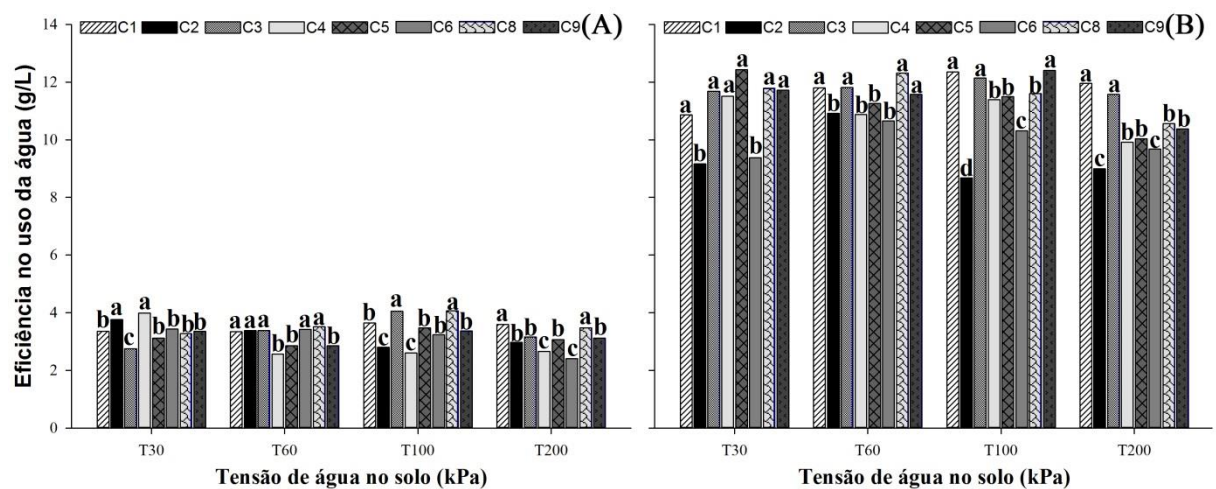 C1 C2 C3 C4 C5 C6 C8 C9 (A)
C1 C2 C3 C4 C5 C6 C8 C9 (B)
Eficiência no uso da água (g/L)
14
12
10
8
6
4
2
0
b a c a b b b b
a a a b b a a b
b c a c b b a b
a b b c b c a b
T30 T60 T100 T200
Tensão de água no solo (kPa)
a b a a a b a a
a b a b b b a a
a d a b b c b a
a c a b b c b b
T30 T60 T100 T200
Tensão de água no solo (kPa)